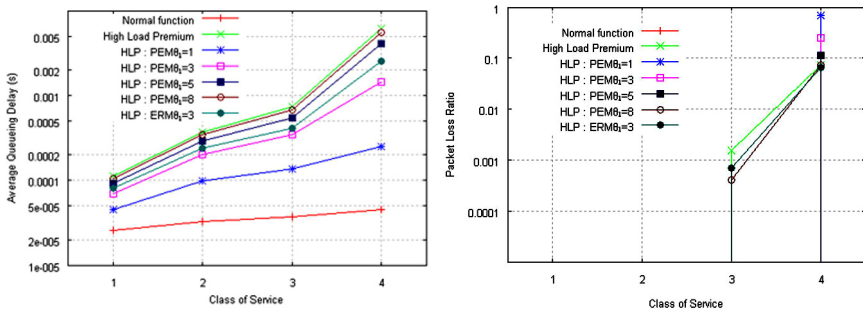 Normal function
High Load Premium
HLP : PEMθ₁=1
HLP : PEMθ₁=3
HLP : PEMθ₁=5
HLP : PEMθ₁=8
HLP : ERMθ₁=3
0.005
0.002
0.001
0.0005
0.0002
0.0001
5e-005
2e-005
1e-005
Average Queueing Delay (s)
1 2 3 4
Class of Service
Normal function
High Load Premium
HLP : PEMθ₁=1
HLP : PEMθ₁=3
HLP : PEMθ₁=5
HLP : PEMθ₁=8
HLP : ERMθ₁=3
1
0.1
0.01
0.001
0.0001
Packet Loss Ratio
1 2 3 4
Class of Service